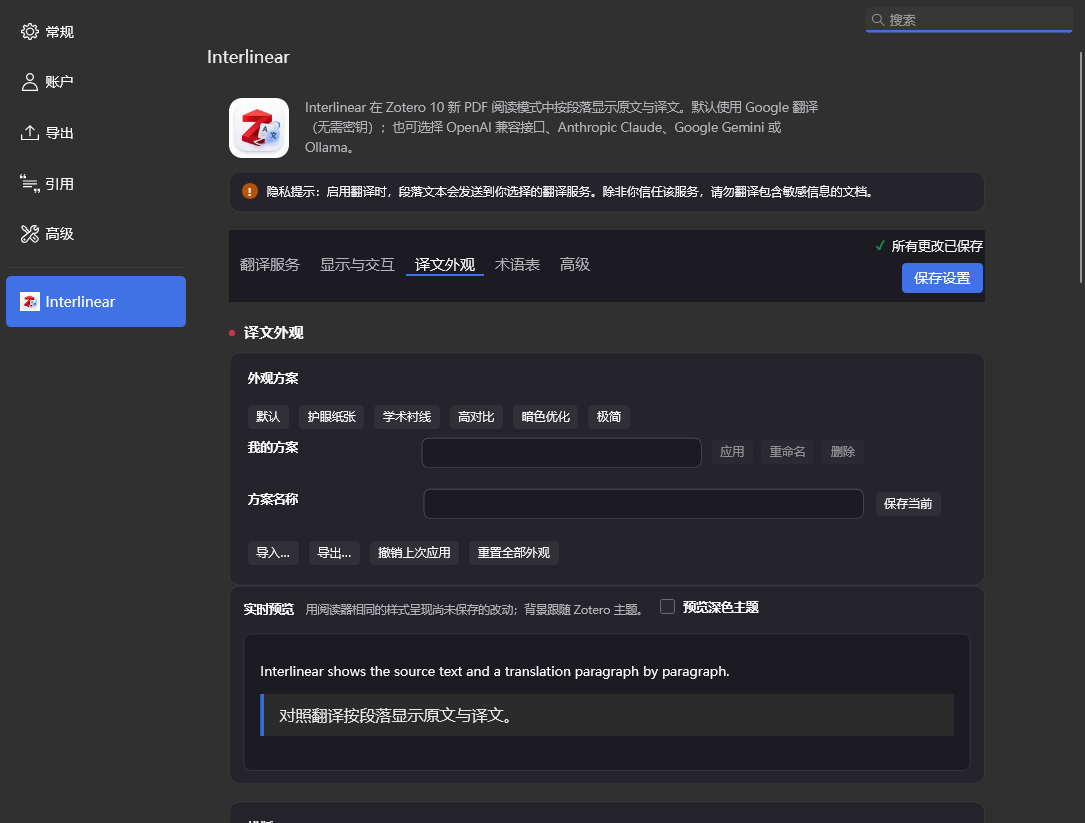 常规
搜索
Interlinear
账户
Interlinear 在 Zotero 10 新 PDF 阅读模式中按段落显示原文与译文。默认使用 Google 翻译
（无需密钥）；也可选择 OpenAI 兼容接口、Anthropic Claude、Google Gemini 或
Ollama。
导出
引用
隐私提示：启用翻译时，段落文本会发送到你选择的翻译服务。除非你信任该服务，请勿翻译包含敏感信息的文档。
高级
✓ 所有更改已保存
翻译服务 显示与交互 译文外观 术语表 高级
保存设置
Interlinear
译文外观
外观方案
默认 护眼纸张 学术衬线 高对比 暗色优化 极简
我的方案 应用 重命名 删除
方案名称 保存当前
导入... 导出... 撤销上次应用 重置全部外观
实时预览 用阅读器相同的样式呈现尚未保存的改动；背景跟随 Zotero 主题。 预览深色主题
Interlinear shows the source text and a translation paragraph by paragraph.
对照翻译按段落显示原文与译文。